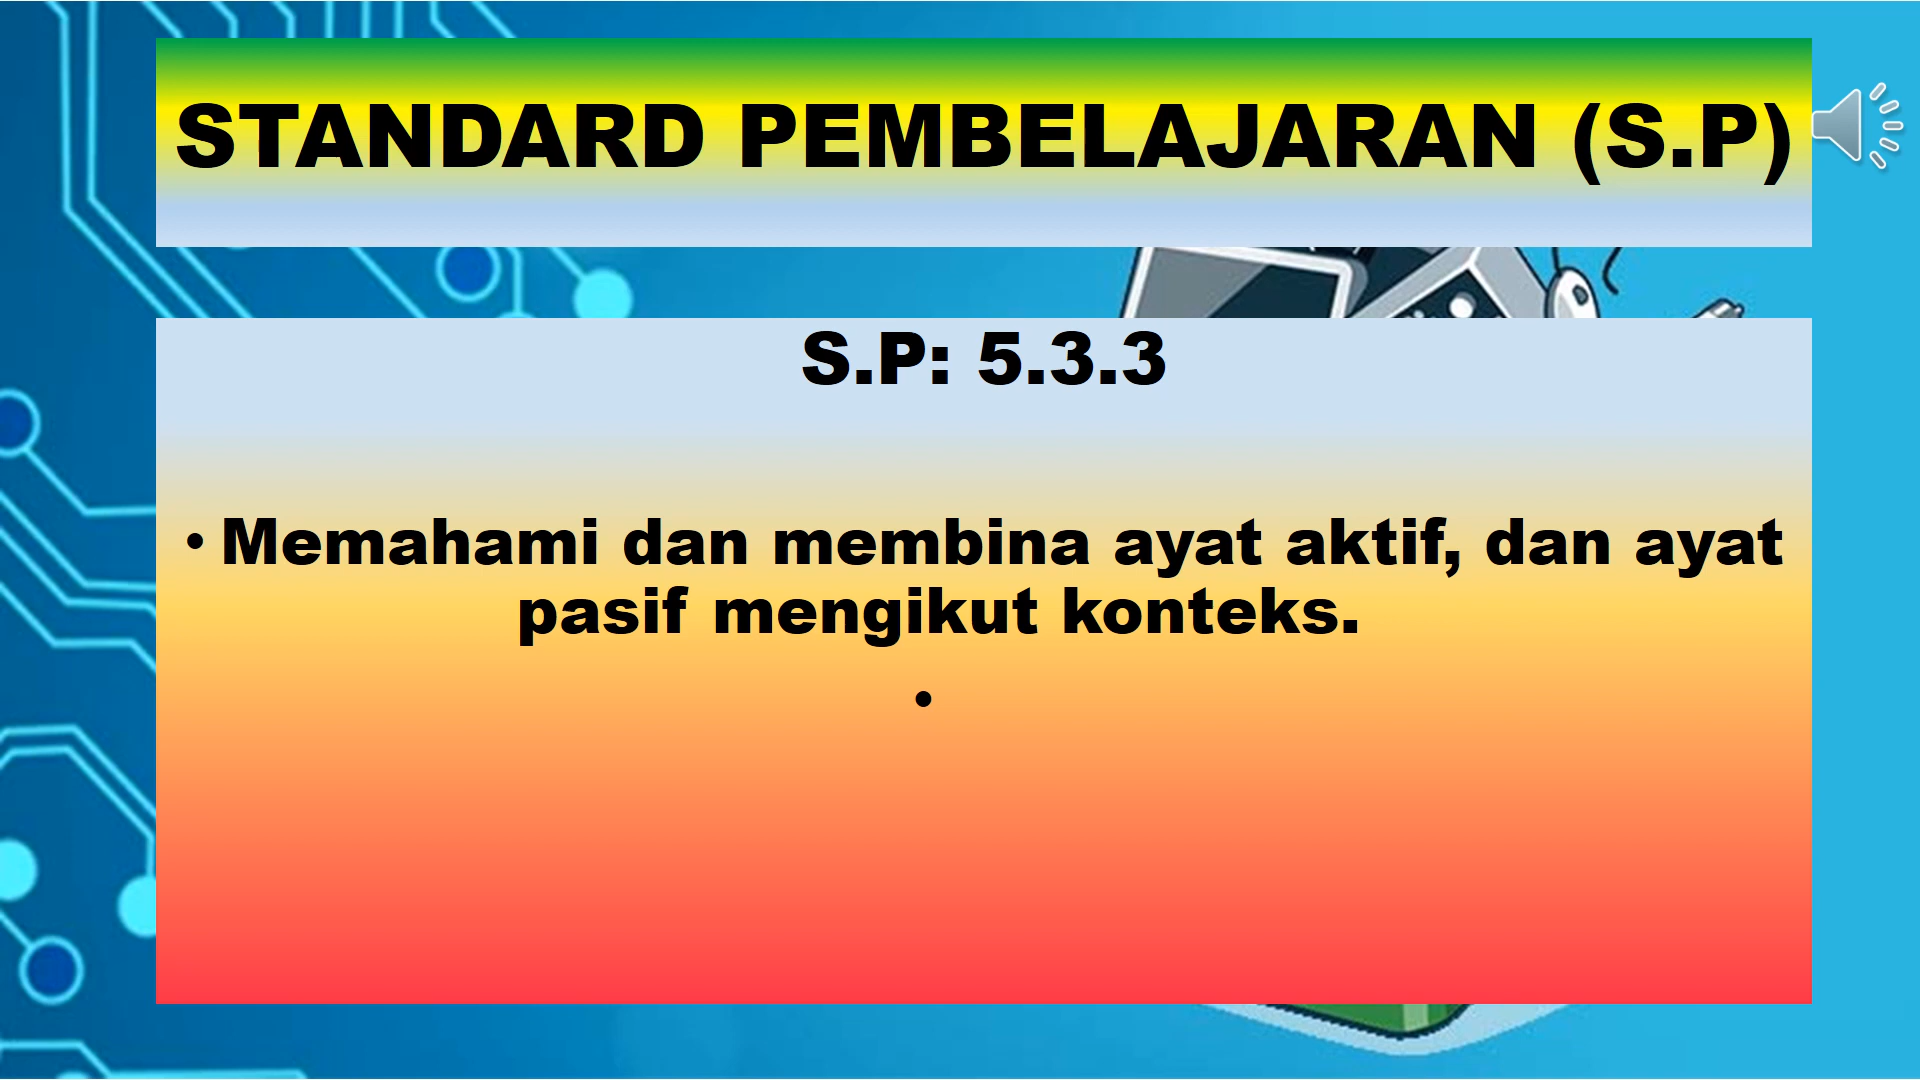 STANDARD PEMBELAJARAN (S.P)
S.P: 5.3.3
• Memahami dan membina ayat aktif, dan ayat
pasif mengikut konteks.
•